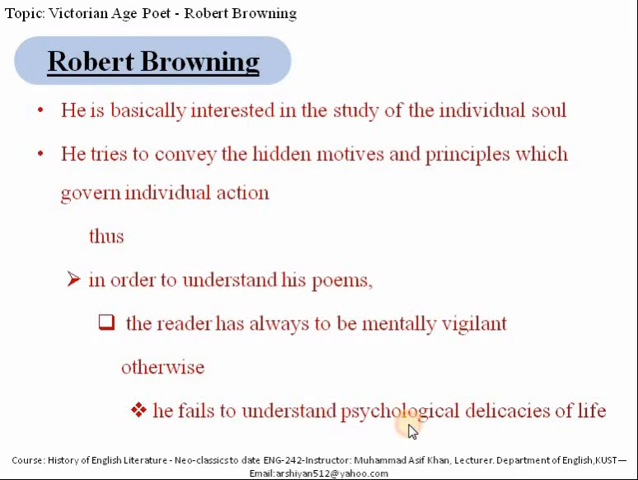 Topic: Victorian Age Poet - Robert Browning
Robert Browning
• He is basically interested in the study of the individual soul
• He tries to convey the hidden motives and principles which
govern individual action
thus
➢ in order to understand his poems,
❑ the reader has always to be mentally vigilant
otherwise
❖ he fails to understand psychological delicacies of life
Course: History of English Literature - Neo-classics to date ENG-242-Instructor: Muhammad Asif Khan, Lecturer. Department of English,KUST—
Email:arshiyan512@yahoo.com